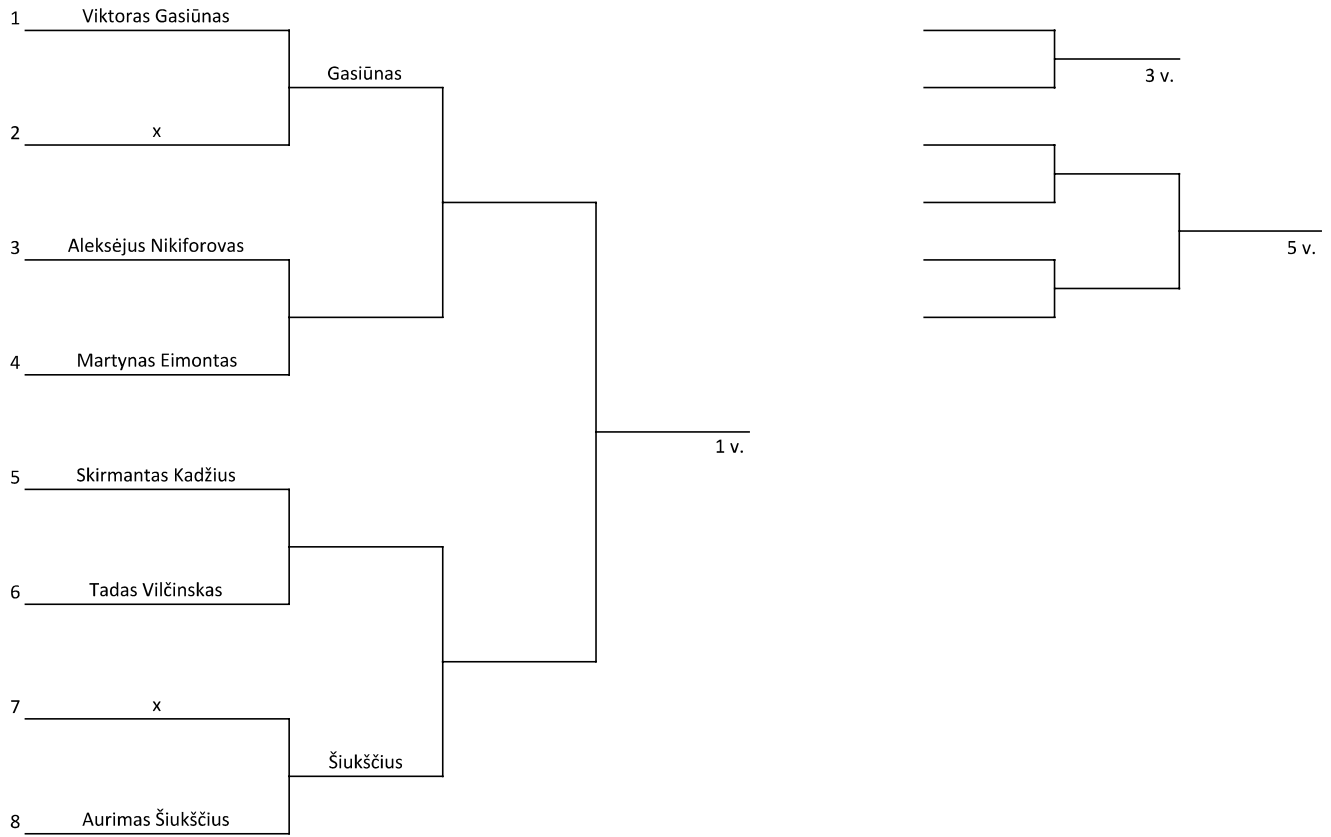 1 Viktoras Gasiūnas
Gasiūnas
2 x
3 Aleksėjus Nikiforovas
4 Martynas Eimontas
1 v.
5 Skirmantas Kadžius
6 Tadas Vilčinskas
7 x
Šiukščius
8 Aurimas Šiukščius
3 v.
5 v.